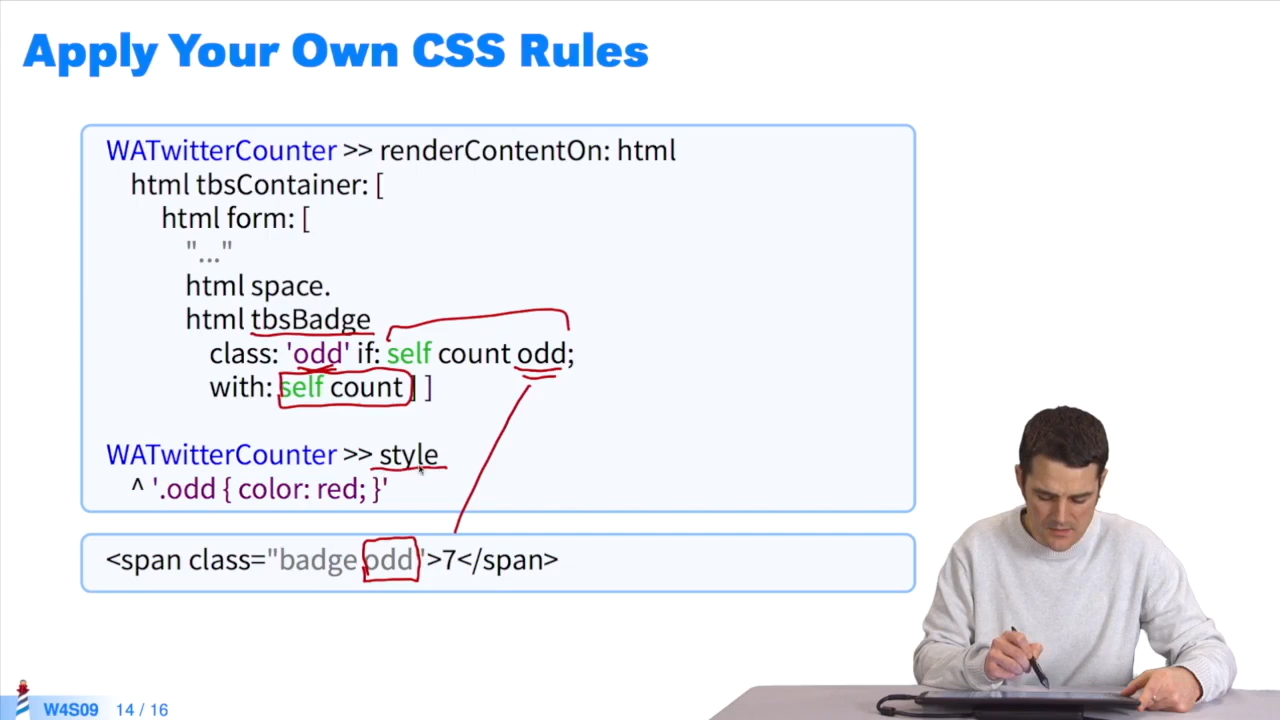 Apply Your Own CSS Rules
WATwitterCounter >> renderContentOn: html
html tbsContainer: [
html form: [
"..."
html space.
html tbsBadge
class: 'odd' if: self count odd;
with: self count ] ]
WATwitterCounter >> style
^ '.odd { color: red; }'
<span class="badge odd">7</span>
W4S09 14 / 16